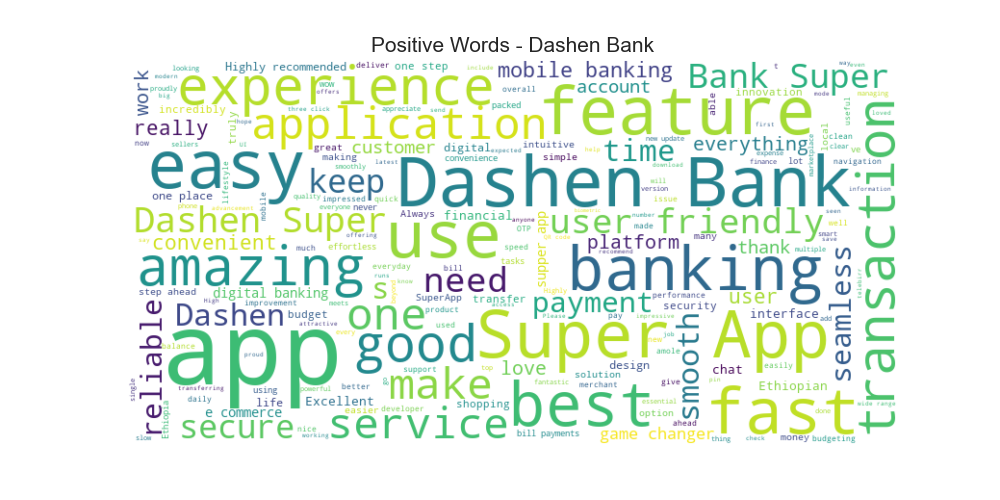 Positive Words - Dashen Bank
looking
Highly recommended
deliver
one step
mobile banking
Bank Super
modern
proudly
big
wow
offers
experience
work
feature
account
innovation
managing
incredibly
truly
application
three click
appreciate
send
include
overall
packed
able
useful
loved
transaction
really
now
sellers
ui
great
hope
customer
digital
expected
intuitive
time
new update
everything
local
clean
clear
making
smoothly
latest
convenience
simple
help
download
finance
expense
lot
marketplace
navigation
easy
lifestyle
quality
impressed
quick
keep
Dashen Bank
will
version
information
one place
phone
mobile
everyone
never
Always
financial
anyone
issue
number
made
seen
smart
save
Dashen Super
advancement
offering
use
OTP
supper app
user friendly
well
convenient
effortless
much
speed
tasks
platform
many
thank
multiple
recommend
seamless
amazing
everyday
runs
know
need
banking
telebirr
step ahead
High
improvement
meets
bill
SuperApp
transfer
access
highly
payment
performance
security
user
add
digital banking
s
one
product
used
Please
impressive
pay
interface
reliable
Dashen
budget
attractive
every
good
Super App
job
now
amole
app
balance
proud
support
go
make
love
fantastic
solution
merchant
design
give
smooth
chat
easily
pin
Ethiopian
single
transferring
daily
using
powerful
better
life
Excellent
easier
developer
shopping
best
essential
option
ahead
fast
done
wide range
e commerce
secure
Ethiopia
slow
nice
working
service
bill payments
game changer
thing
check
money
budgeting